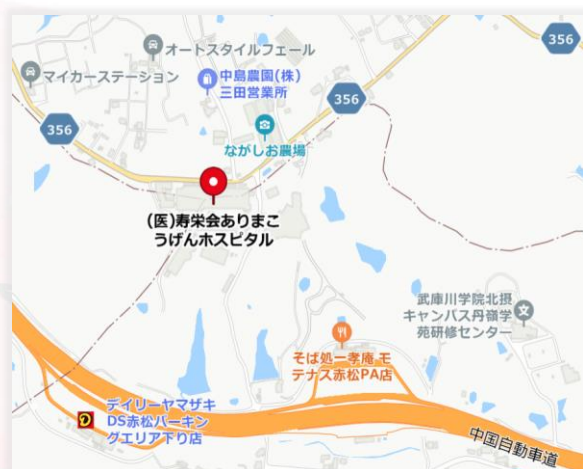 オートスタイルフェール
356
マイカーステーション
中島農園(株)
三田営業所
356
356
ながしお農場
(医)寿栄会ありまこ
うげんホスピタル
武庫川学院北摂
キャンパス丹嶺学
苑研修センター
そば処一孝庵 モ
テナス赤松PA店
デイリーヤマザキ
DS赤松パーキン
グエリア下り店
中国自動車道